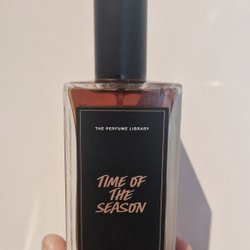 THE PERFUME LIBRARY
TIME OF
THE
SEASON